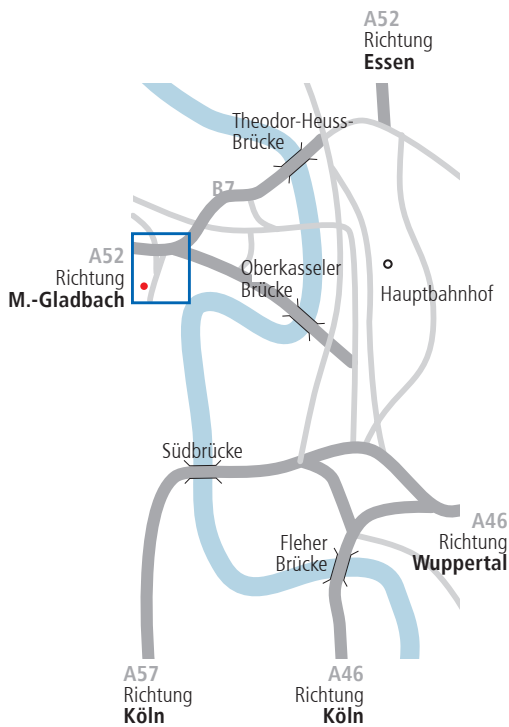 A52
Richtung
Essen
Theodor-Heuss-
Brücke
B7
A52
Richtung
M.-Gladbach
Oberkasseler
Brücke
Hauptbahnhof
Südbrücke
Fleher
Brücke
A46
Richtung
Wuppertal
A57
Richtung
Köln
A46
Richtung
Köln